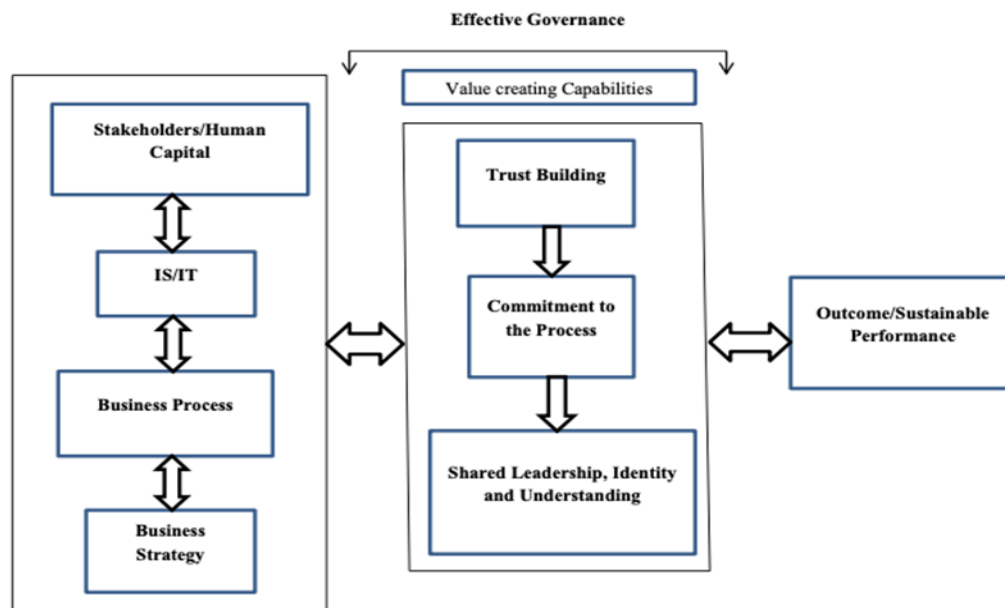 Effective Governance
Value creating Capabilities
Stakeholders/Human
Capital
IS/IT
Business Process
Business
Strategy
Trust Building
Commitment to
the Process
Shared Leadership, Identity
and Understanding
Outcome/Sustainable
Performance